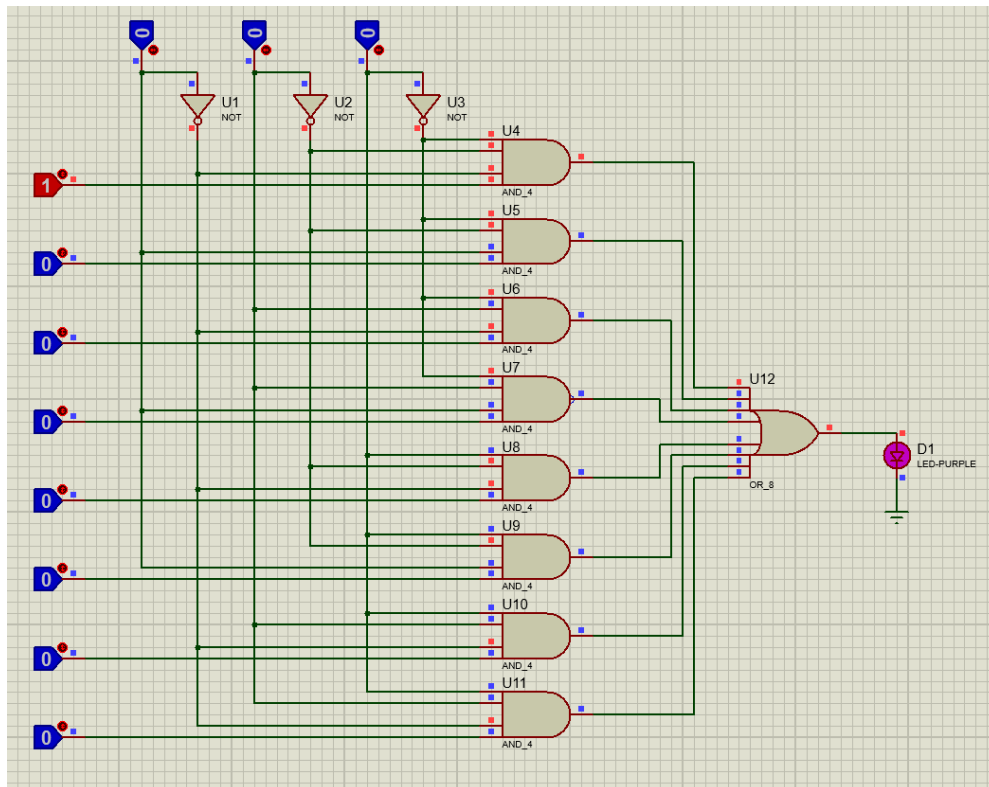 0 0 0
U1
NOT
U2
NOT
U3
NOT
U4
1
AND_4
U5
0
AND_4
U6
0
AND_4
U7
0
AND_4
U12
U8
D1
LED-PURPLE
OR_8
0
AND_4
U9
0
AND_4
U10
0
AND_4
U11
0
AND_4